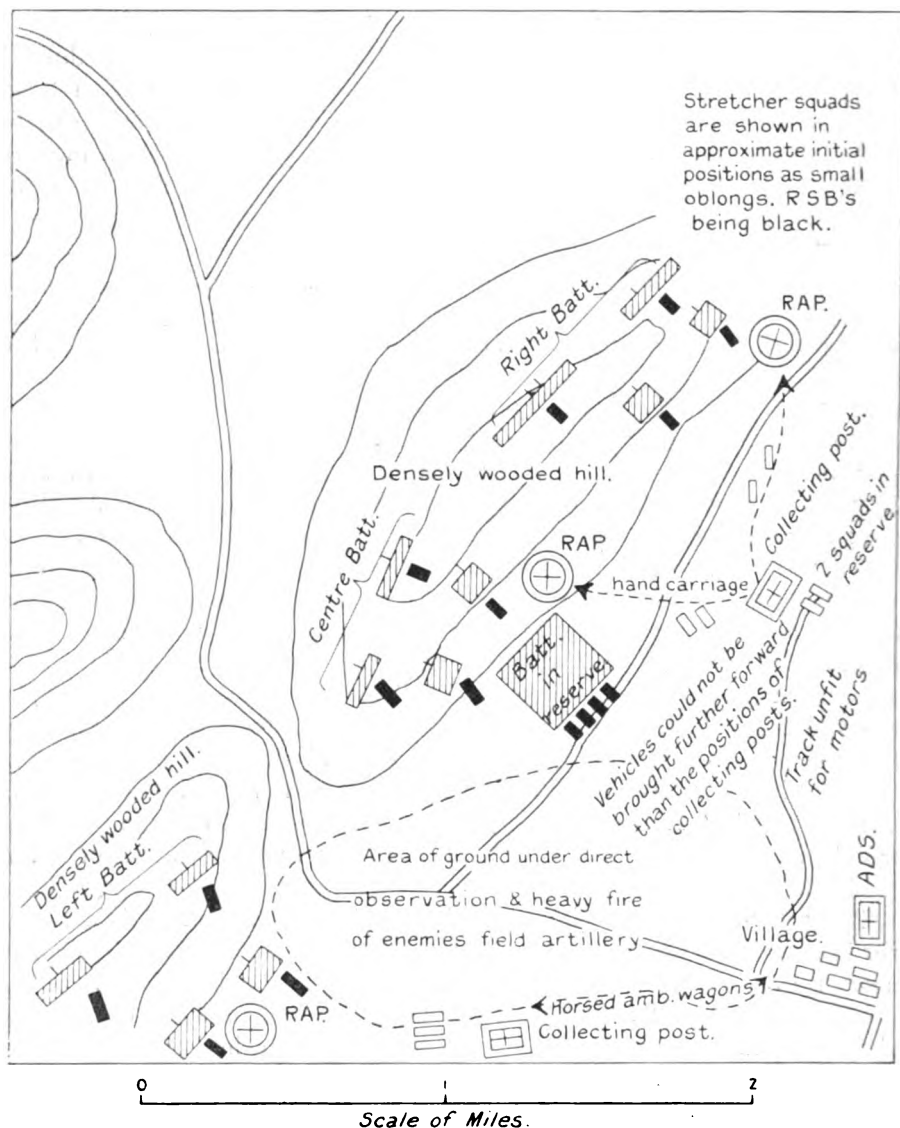 Stretcher squads
are shown in
approximate initial
positions as small
oblongs. RSB's
being black.
RAP.
Right Batt.
Densely wooded hill.
Collecting post.
2 squads in
reserve
Centre Batt.
RAP
hand carriage
Batt.
in
reserve
Vehicles could not be
brought further forward
than the positions of
collecting posts.
Track unfit
for motors
Densely wooded hill.
Left Batt.
Area of ground under direct
observation & heavy fire
of enemies field artillery
ADS.
Village.
RAP.
Horsed amb. wagons
Collecting post.
0 1 2
Scale of Miles.